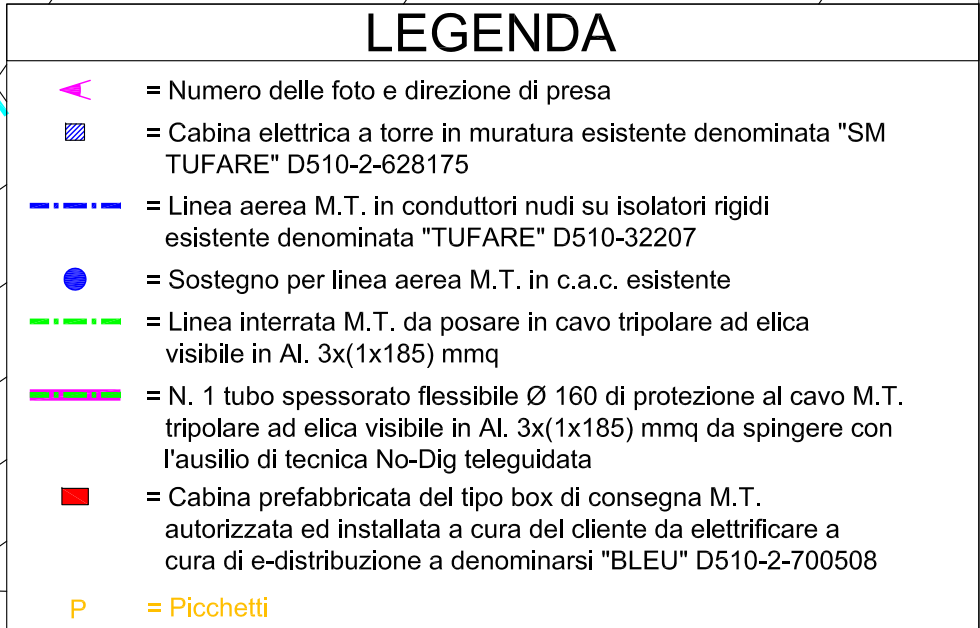 LEGENDA
= Numero delle foto e direzione di presa
= Cabina elettrica a torre in muratura esistente denominata "SM
TUFARE" D510-2-628175
= Linea aerea M.T. in conduttori nudi su isolatori rigidi
esistente denominata "TUFARE" D510-32207
= Sostegno per linea aerea M.T. in c.a.c. esistente
= Linea interrata M.T. da posare in cavo tripolare ad elica
visibile in Al. 3x(1x185) mmq
= N. 1 tubo spessorato flessibile Ø 160 di protezione al cavo M.T.
tripolare ad elica visibile in Al. 3x(1x185) mmq da spingere con
l'ausilio di tecnica No-Dig teleguidata
= Cabina prefabbricata del tipo box di consegna M.T.
autorizzata ed installata a cura del cliente da elettrificare a
cura di e-distribuzione a denominarsi "BLEU" D510-2-700508
P = Picchetti